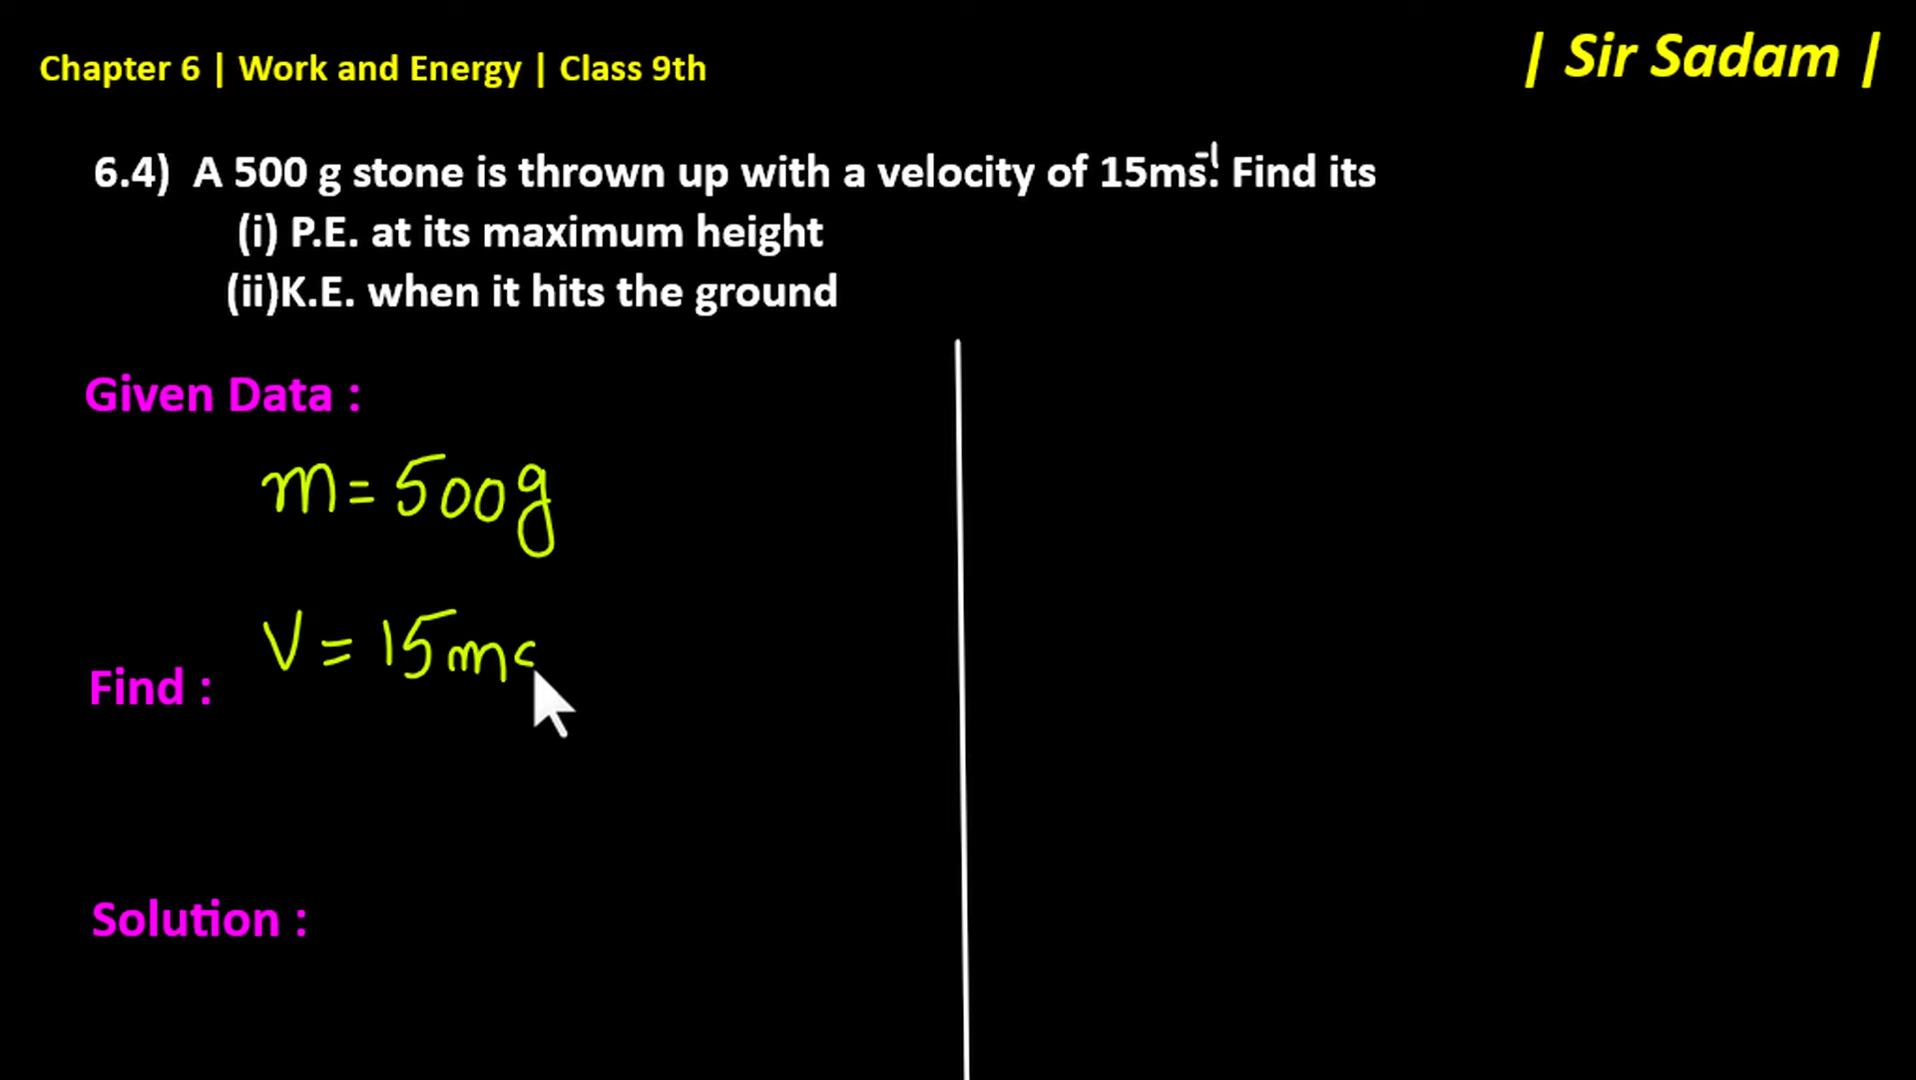 Chapter 6 | Work and Energy | Class 9th
| Sir Sadam |
6.4) A 500 g stone is thrown up with a velocity of 15ms⁻¹. Find its
(i) P.E. at its maximum height
(ii)K.E. when it hits the ground
Given Data :
m = 500g
V = 15ms
Find :
Solution :